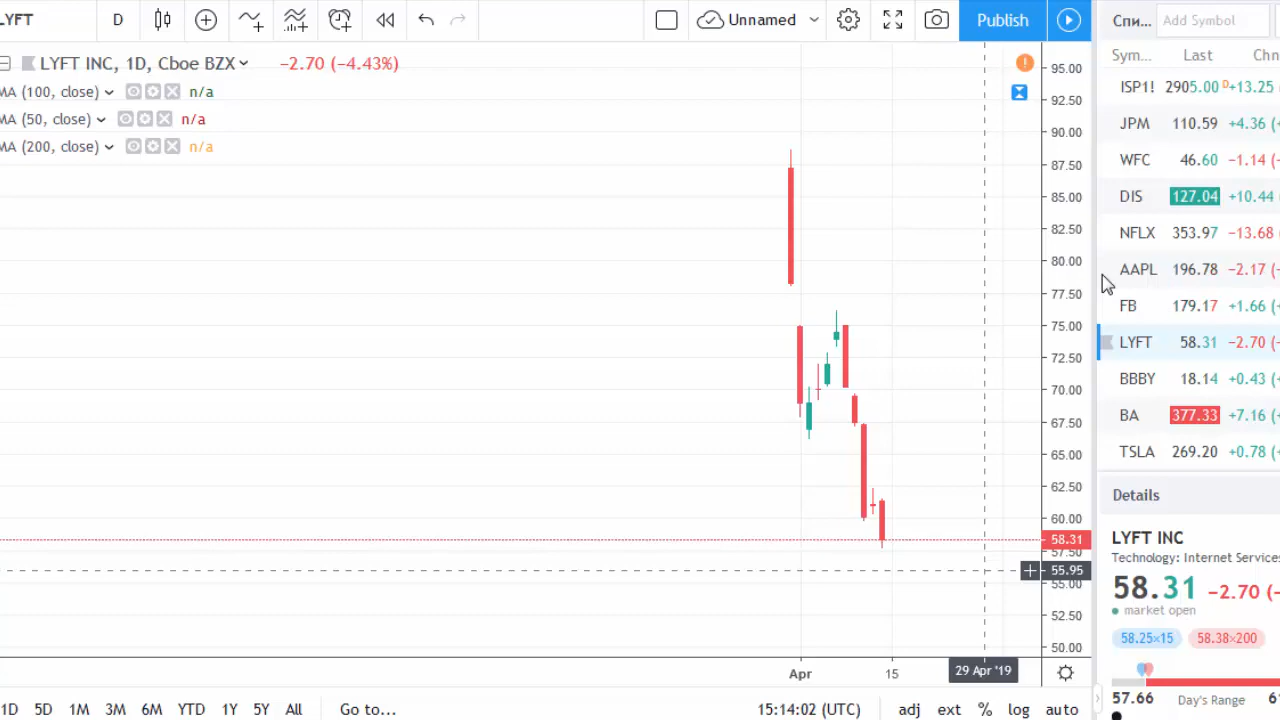 LYFT D Unnamed Publish
LYFT INC, 1D, Cboe BZX −2.70 (−4.43%)
MA (100, close) n/a
MA (50, close) n/a
MA (200, close) n/a
95.00
92.50
90.00
87.50
85.00
82.50
80.00
77.50
75.00
72.50
70.00
67.50
65.00
62.50
60.00
58.31
57.50
55.95
55.00
52.50
50.00
Apr 15 29 Apr '19
1D 5D 1M 3M 6M YTD 1Y 5Y All Go to... 15:14:02 (UTC) adj ext % log auto
Спи... Add Symbol
Sym... Last Chn
ISP1! 2905.00 D +13.25
JPM 110.59 +4.36 (+
WFC 46.60 −1.14 (−
DIS 127.04 +10.44
NFLX 353.97 −13.68
AAPL 196.78 −2.17 (−
FB 179.17 +1.66 (+
LYFT 58.31 −2.70 (−
BBBY 18.14 +0.43 (+
BA 377.33 +7.16 (+
TSLA 269.20 +0.78 (+
Details
LYFT INC
Technology: Internet Services
58.31 −2.70 (−
market open
58.25×15 58.38×200
57.66 Day's Range 6